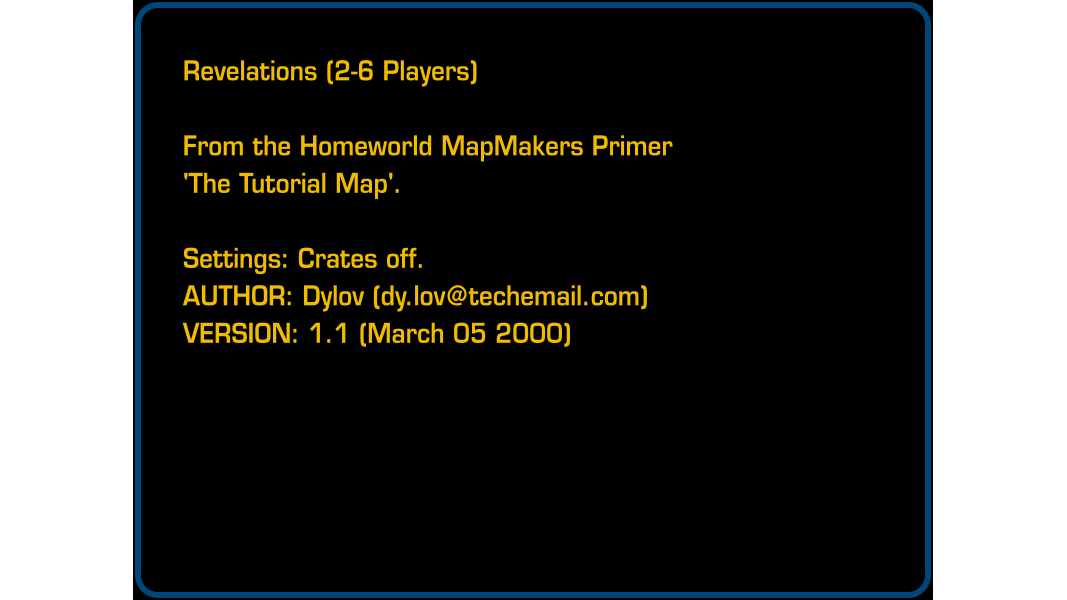 Revelations (2-6 Players)
From the Homeworld MapMakers Primer
'The Tutorial Map'.
Settings: Crates off.
AUTHOR: Dylov (dy.lov@techemail.com)
VERSION: 1.1 (March 05 2000)